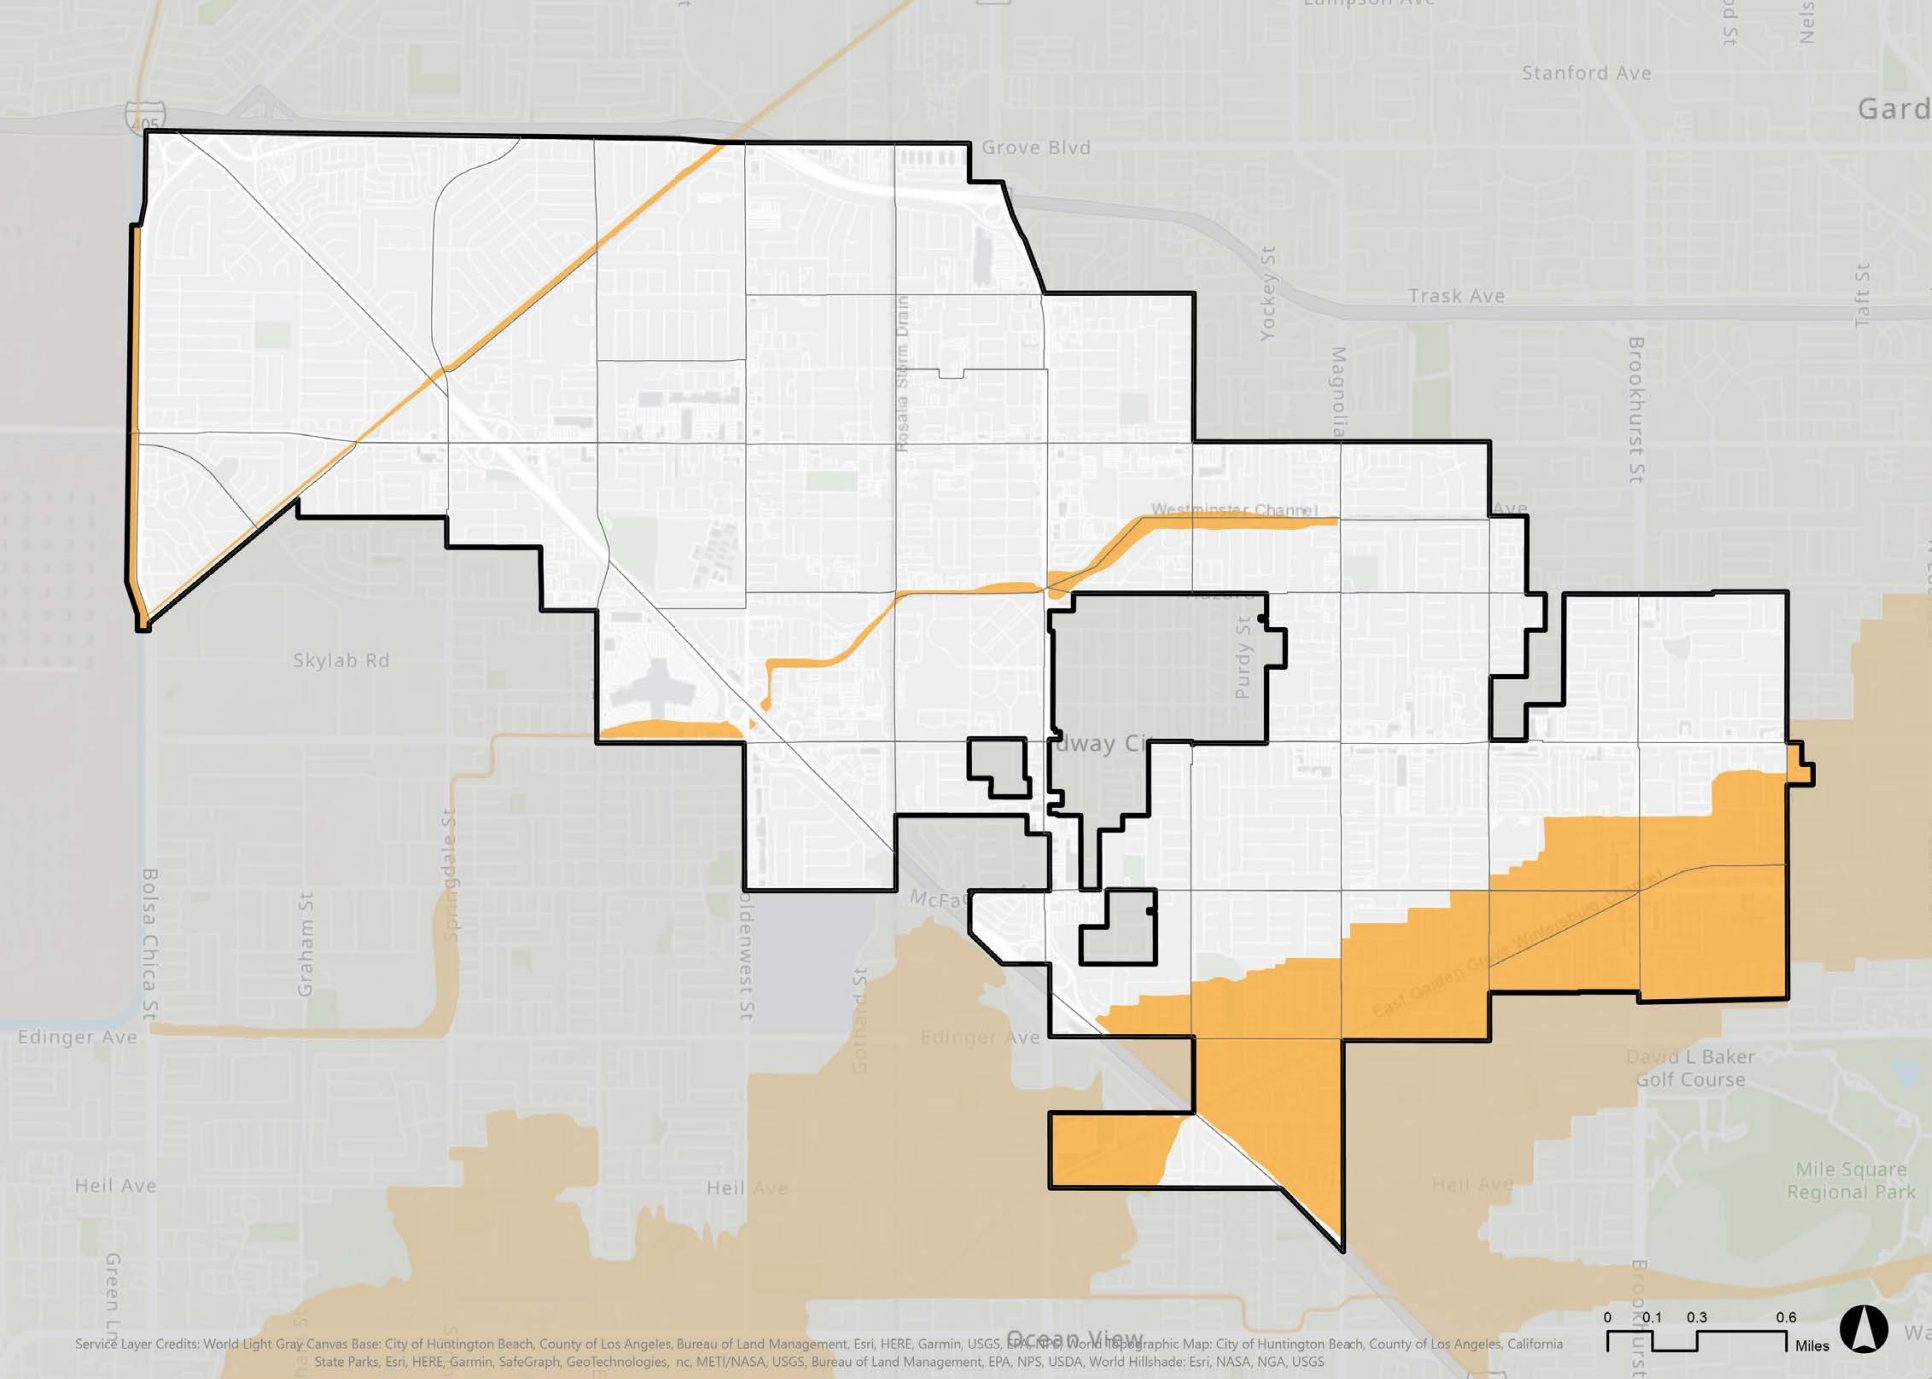 Lampson Ave
Nels
Stanford Ave
Gard
405
Grove Blvd
Yockey St
Trask Ave
Taft St
Rosalia Storm Drain
Magnolia
Brookhurst St
Westminster Channel
Ave
Hazard
Purdy St
Skylab Rd
dway Ci
Springdale St
Bolsa Chica St
Graham St
McFa
oldenwest St
Gothard St
East Garden Grove Wintersburg Channel
Edinger Ave
Edinger Ave
David L Baker
Golf Course
Mile Square
Regional Park
Heil Ave
Heil Ave
Heil Ave
Green Ln
Brookhurst
Ocean View
Wa
0 0.1 0.3 0.6
Miles
Service Layer Credits: World Light Gray Canvas Base: City of Huntington Beach, County of Los Angeles, Bureau of Land Management, Esri, HERE, Garmin, USGS, EPA, NPS, World Topographic Map: City of Huntington Beach, County of Los Angeles, California
State Parks, Esri, HERE, Garmin, SafeGraph, GeoTechnologies, nc, METI/NASA, USGS, Bureau of Land Management, EPA, NPS, USDA, World Hillshade: Esri, NASA, NGA, USGS